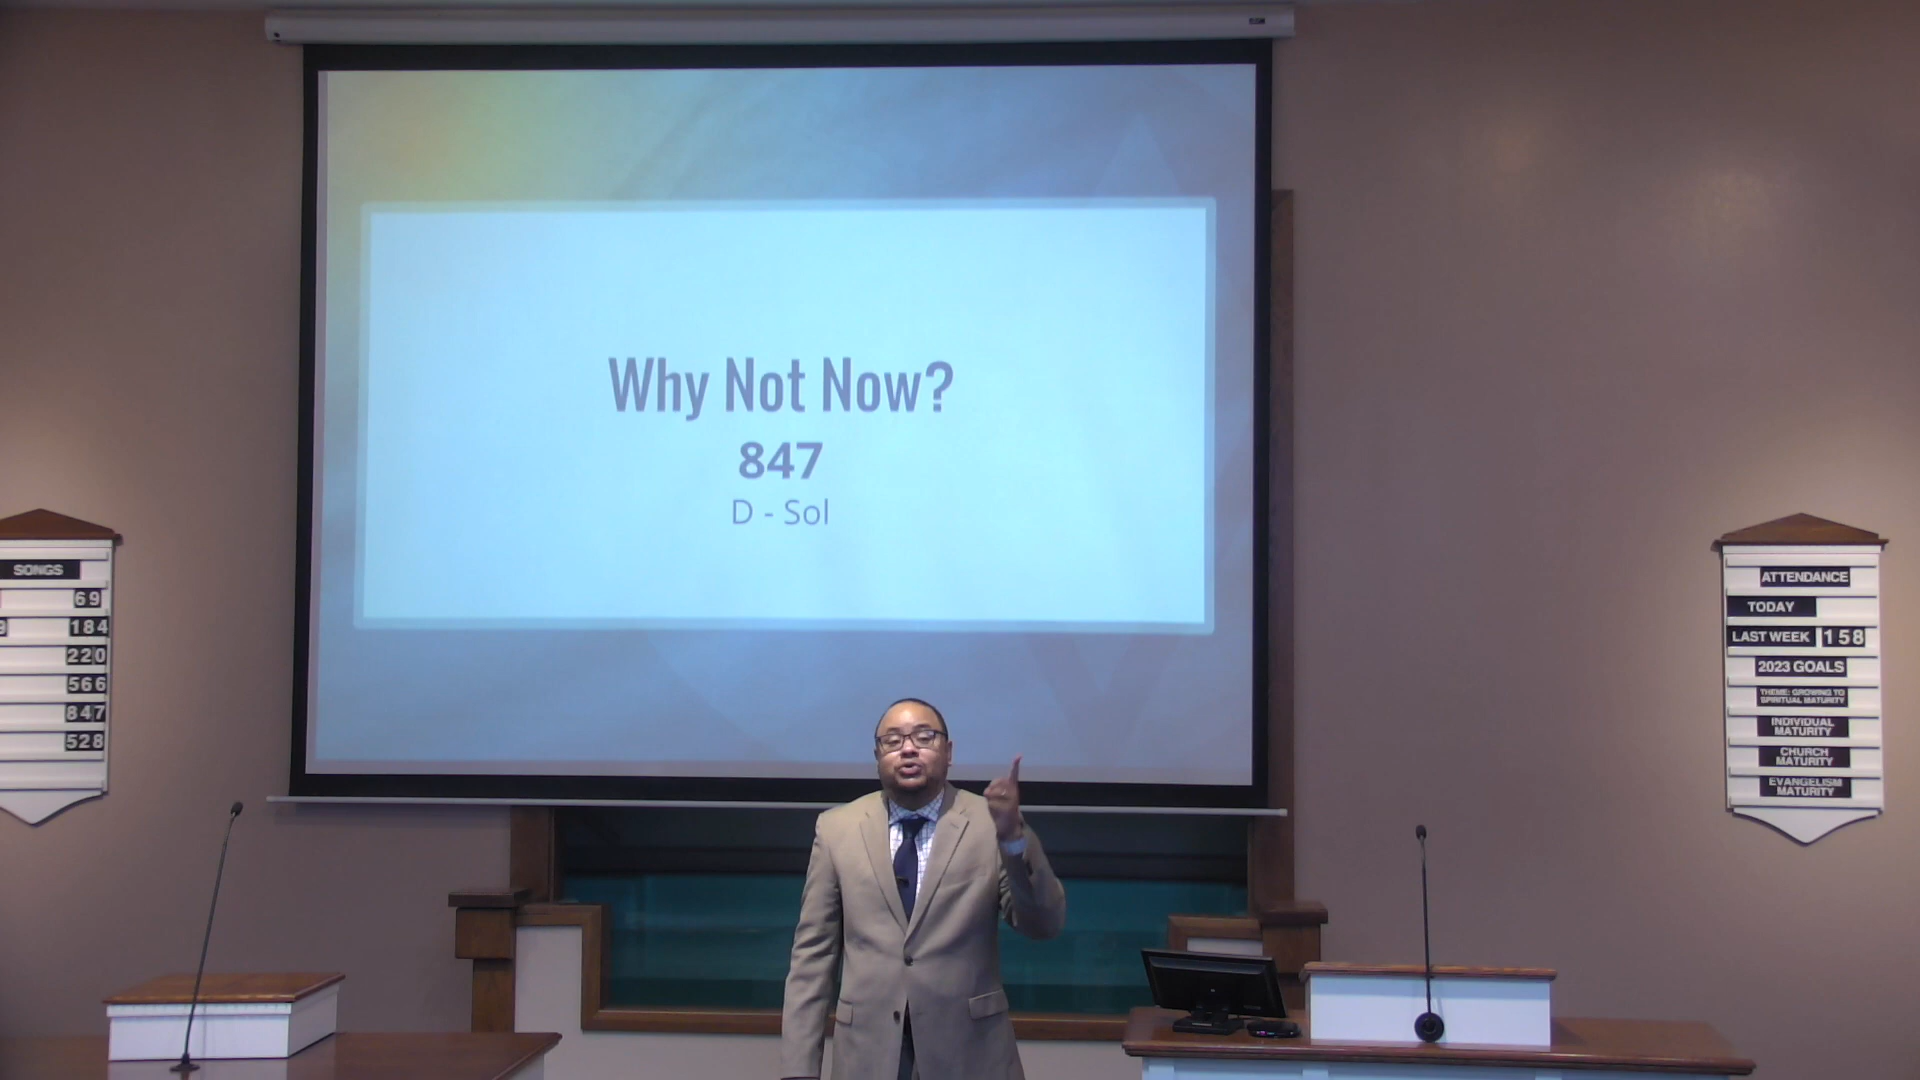 Why Not Now?
847
D - Sol
SONGS
69
184
220
566
847
528
ATTENDANCE
TODAY
LAST WEEK 158
2023 GOALS
THEME: GROWING TO
SPIRITUAL MATURITY
INDIVIDUAL
MATURITY
CHURCH
MATURITY
EVANGELISM
MATURITY